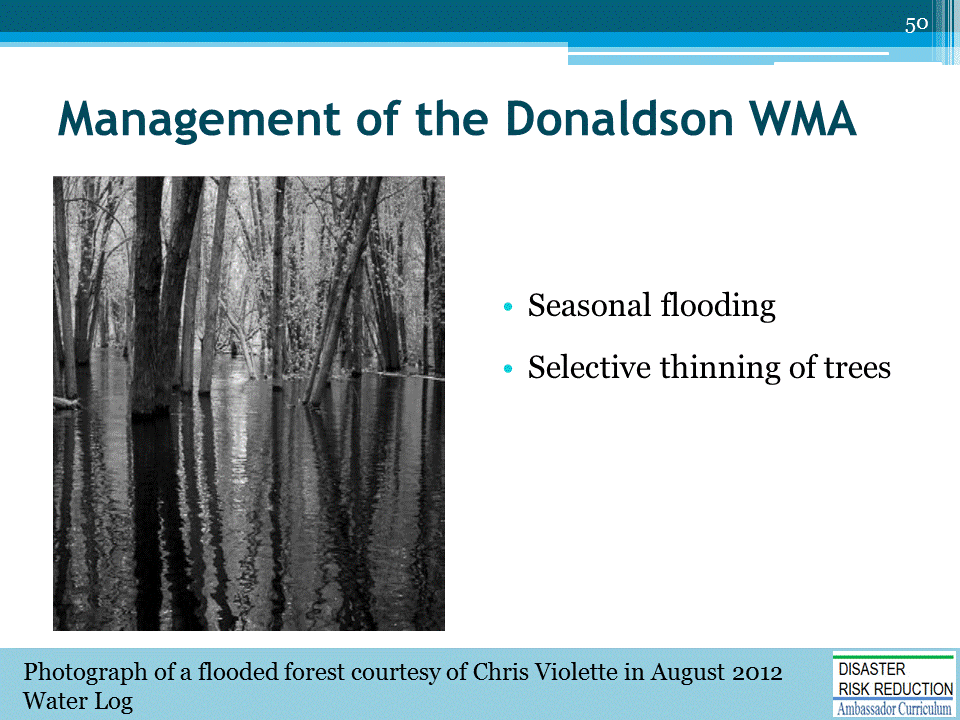 50
Management of the Donaldson WMA
• Seasonal flooding
• Selective thinning of trees
Photograph of a flooded forest courtesy of Chris Violette in August 2012
Water Log
DISASTER
RISK REDUCTION
Ambassador Curriculum